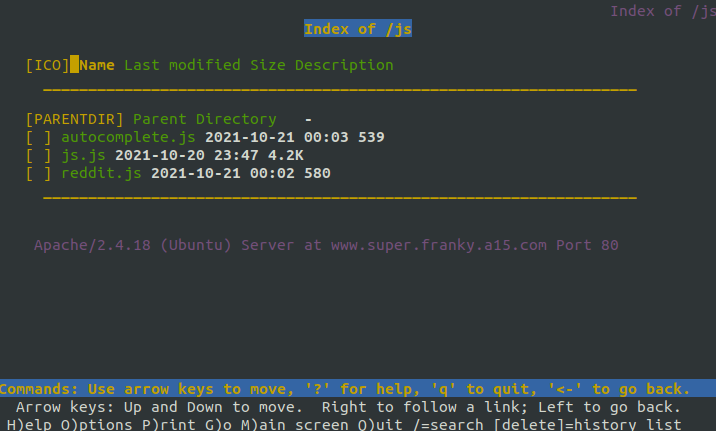 Index of /js
Index of /js
[ICO] Name Last modified Size Description
[PARENTDIR] Parent Directory -
[ ] autocomplete.js 2021-10-21 00:03 539
[ ] js.js 2021-10-20 23:47 4.2K
[ ] reddit.js 2021-10-21 00:02 580
Apache/2.4.18 (Ubuntu) Server at www.super.franky.a15.com Port 80
Commands: Use arrow keys to move, '?' for help, 'q' to quit, '<-' to go back.
Arrow keys: Up and Down to move. Right to follow a link; Left to go back.
H)elp O)ptions P)rint G)o M)ain screen Q)uit /=search [delete]=history list